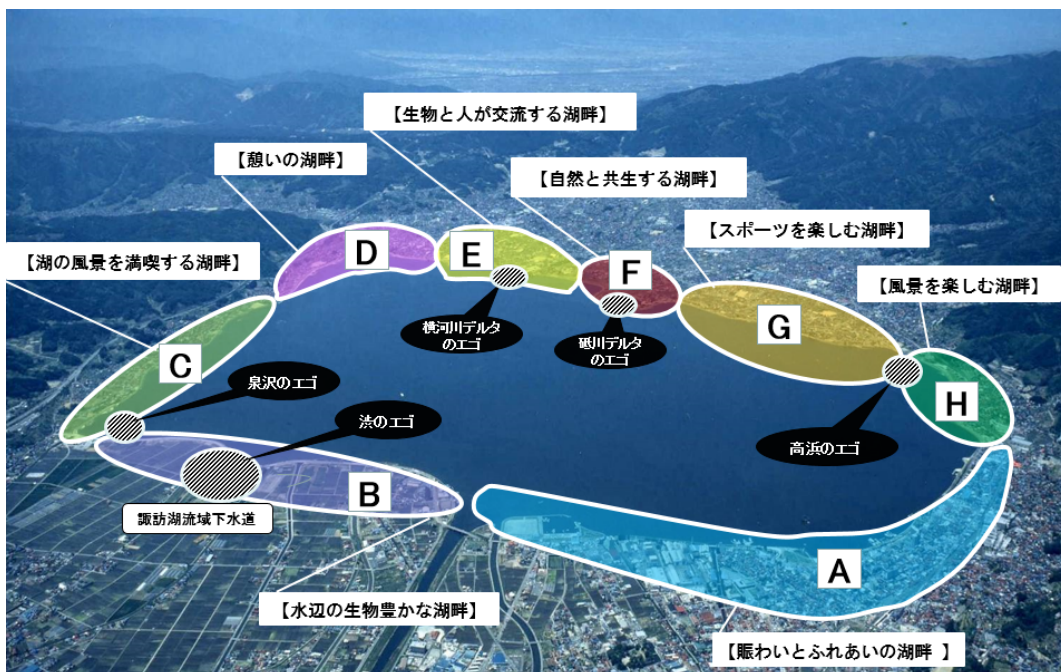 【生物と人が交流する湖畔】
【憩いの湖畔】
【自然と共生する湖畔】
【スポーツを楽しむ湖畔】
【湖の風景を満喫する湖畔】
【風景を楽しむ湖畔】
D
E
F
G
C
H
横河川デルタ
のエゴ
砥川デルタ
のエゴ
泉沢のエゴ
渋のエゴ
高浜のエゴ
B
諏訪湖流域下水道
A
【水辺の生物豊かな湖畔】
【賑わいとふれあいの湖畔 】